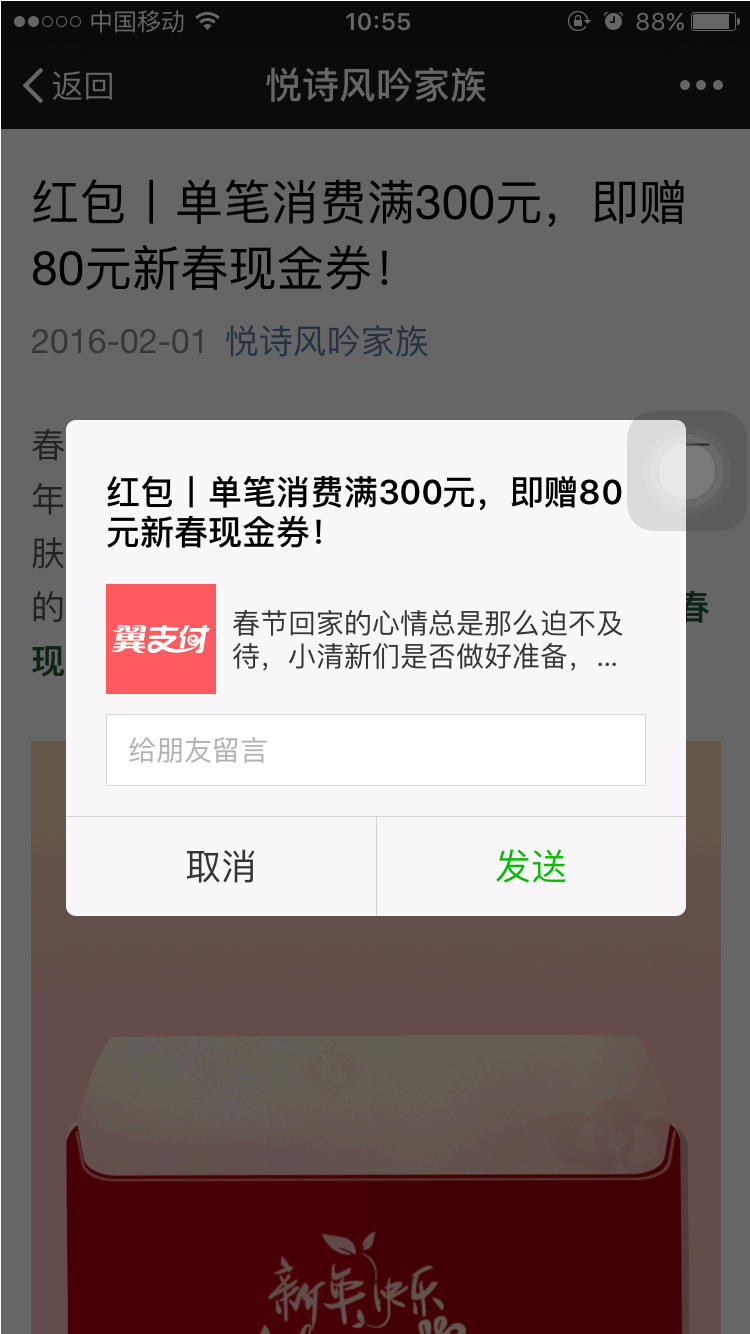 中国移动 10:55 88%
返回 悦诗风吟家族
红包丨单笔消费满300元，即赠
80元新春现金券！
2016-02-01 悦诗风吟家族
春
年
肤
的 春
现
红包丨单笔消费满300元，即赠80
元新春现金券！
翼支付
春节回家的心情总是那么迫不及
待，小清新们是否做好准备，...
给朋友留言
取消 发送
新年快乐